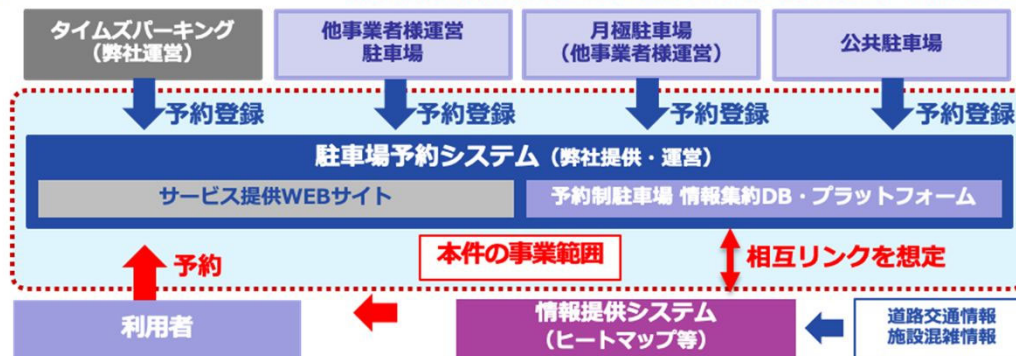 タイムズパーキング
（弊社運営）
他事業者様運営
駐車場
月極駐車場
（他事業者様運営）
公共駐車場
予約登録
予約登録
予約登録
予約登録
駐車場予約システム（弊社提供・運営）
サービス提供WEBサイト
予約制駐車場 情報集約DB・プラットフォーム
予約
本件の事業範囲
相互リンクを想定
利用者
情報提供システム
（ヒートマップ等）
道路交通情報
施設混雑情報